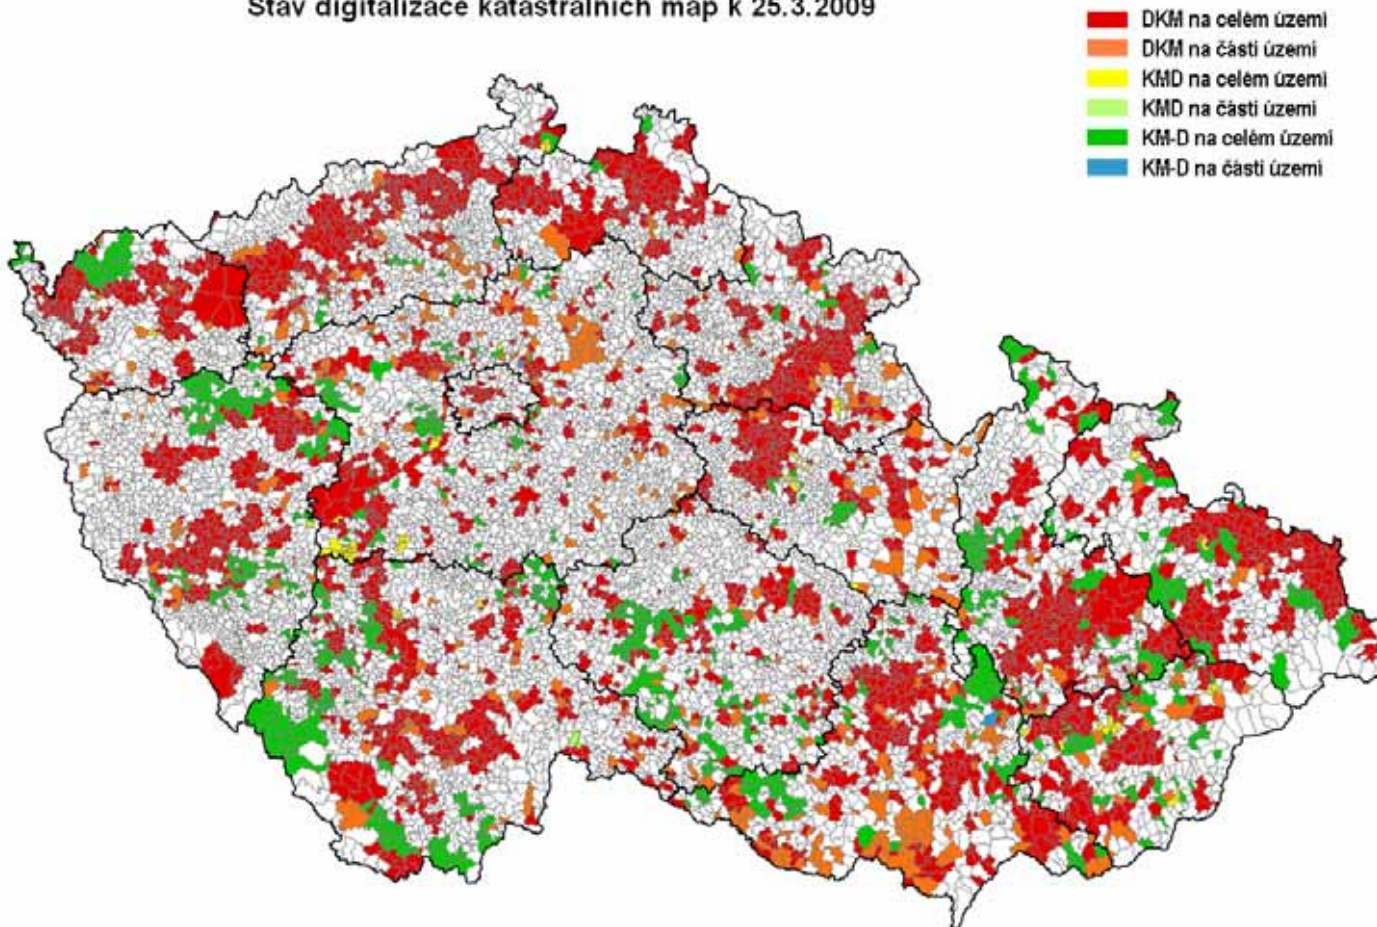 Stav digitalizace katastrálních map k 25.3.2009
DKM na celém území
DKM na části území
KMD na celém území
KMD na části území
KM-D na celém území
KM-D na části území